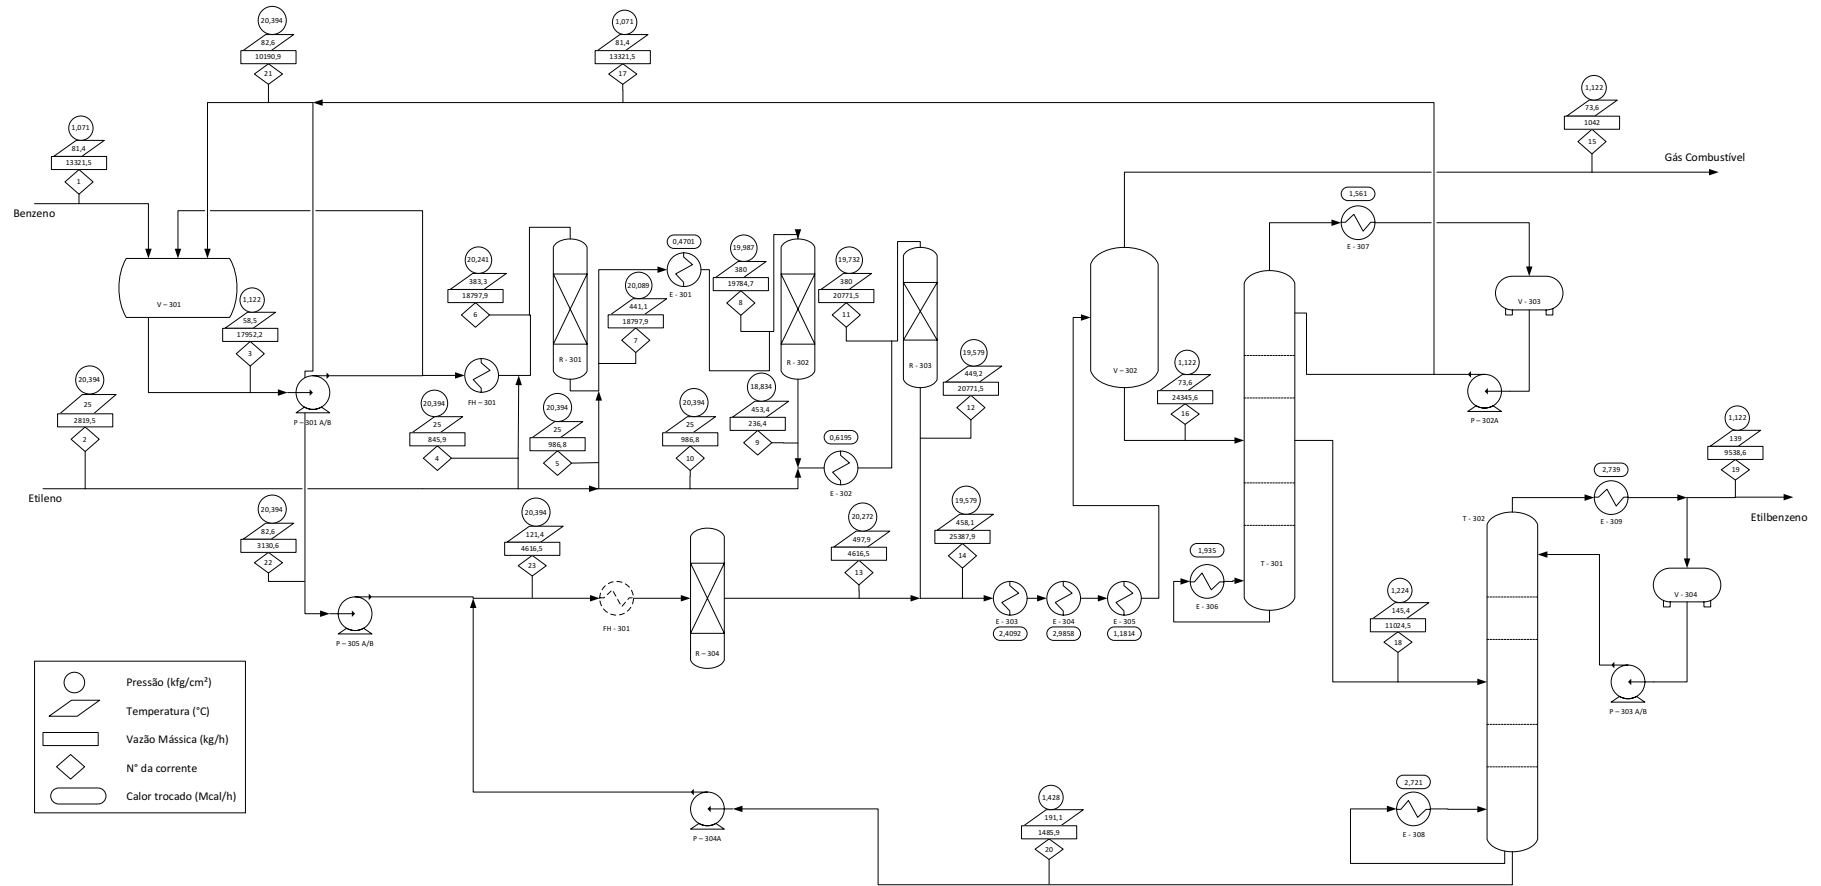 20,394
82,6
10190,9
21
1,071
81,4
13321,5
17
1,122
73,6
1042
15
Gás Combustível
1,071
81,4
13321,5
1
Benzeno
V – 301
1,122
58,5
17952,2
3
P – 301 A/B
20,394
25
2819,5
2
Etileno
20,241
383,3
18797,9
6
FH – 301
R - 301
20,089
441,1
18797,9
7
0,4701
E - 301
19,987
380
19784,7
8
R - 302
19,732
380
20771,5
11
R - 303
20,394
25
845,9
4
20,394
25
986,8
5
20,394
25
986,8
10
18,834
453,4
236,4
9
0,6195
E - 302
19,579
449,2
20771,5
12
V – 302
1,122
73,6
24345,6
16
1,561
E - 307
V - 303
P – 302A
T - 301
1,935
E - 306
20,394
82,6
3130,6
22
P – 305 A/B
20,394
121,4
4616,5
23
FH - 301
R – 304
20,272
497,9
4616,5
13
19,579
458,1
25387,9
14
E - 303
2,4092
E - 304
2,9858
E - 305
1,1814
1,122
139
9538,6
19
Etilbenzeno
2,739
E - 309
T - 302
V - 304
P – 303 A/B
1,224
145,4
11024,5
18
2,721
E - 308
1,428
191,1
1485,9
20
P – 304A
Pressão (kfg/cm²)
Temperatura (°C)
Vazão Mássica (kg/h)
N° da corrente
Calor trocado (Mcal/h)